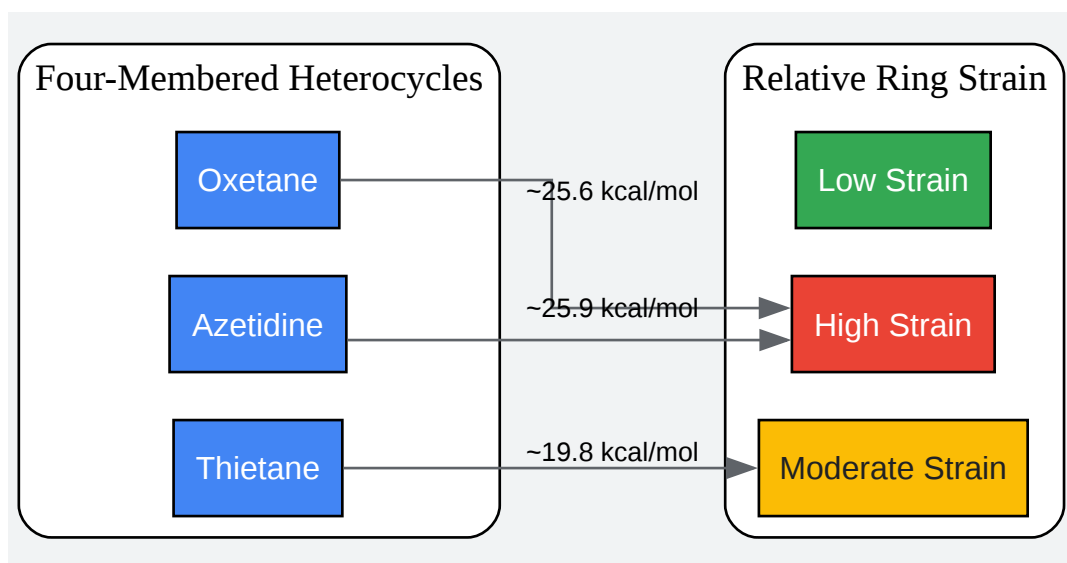 Four-Membered Heterocycles
Oxetane
Azetidine
Thietane
~25.6 kcal/mol
~25.9 kcal/mol
~19.8 kcal/mol
Relative Ring Strain
Low Strain
High Strain
Moderate Strain